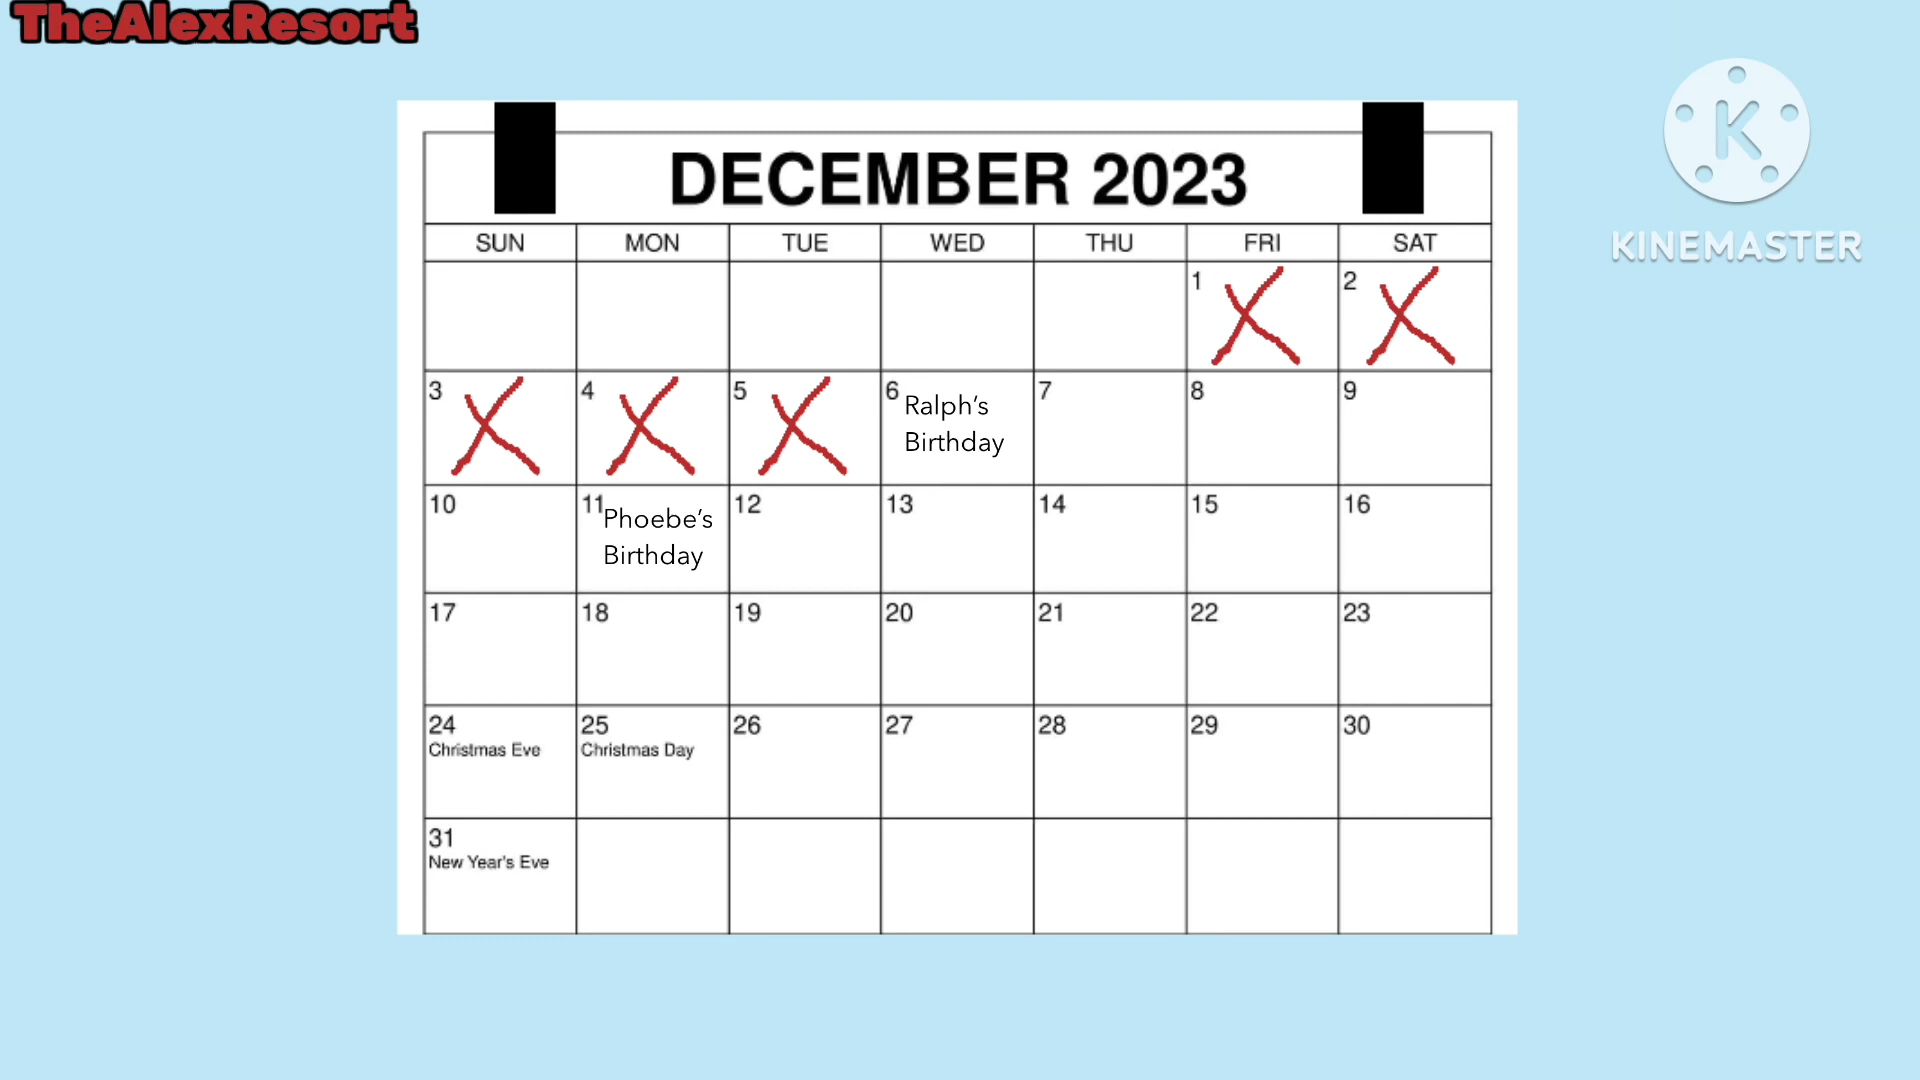 TheAlexResort
K
KINEMASTER
DECEMBER 2023
SUN MON TUE WED THU FRI SAT
1 2
3 4 5 6 Ralph’s Birthday 7 8 9
10 11 Phoebe’s Birthday 12 13 14 15 16
17 18 19 20 21 22 23
24 25 26 27 28 29 30
Christmas Eve Christmas Day
31
New Year's Eve